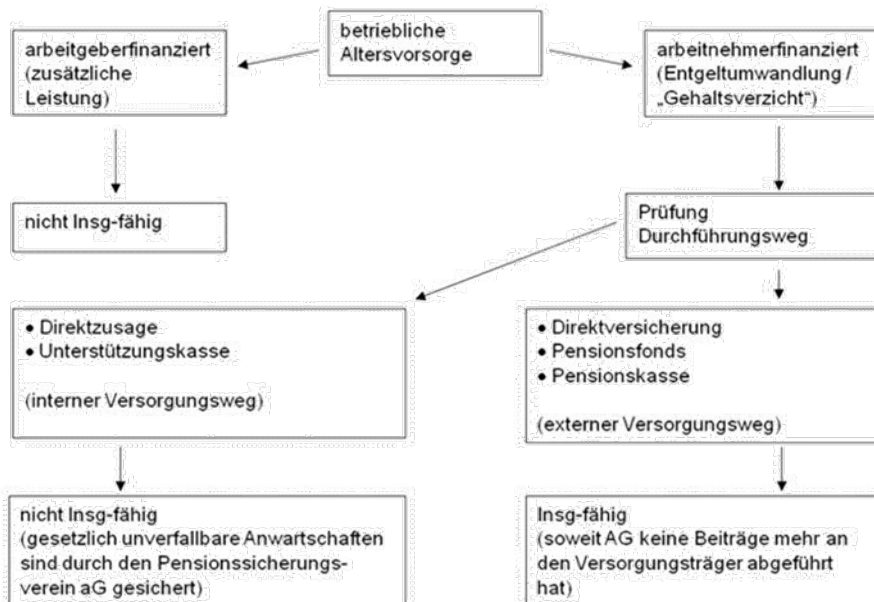 betriebliche
Altersvorsorge
arbeitgeberfinanziert
(zusätzliche
Leistung)
arbeitnehmerfinanziert
(Entgeltumwandlung /
„Gehaltsverzicht“)
nicht Insg-fähig
Prüfung
Durchführungsweg
• Direktzusage
• Unterstützungskasse
(interner Versorgungsweg)
• Direktversicherung
• Pensionsfonds
• Pensionskasse
(externer Versorgungsweg)
nicht Insg-fähig
(gesetzlich unverfallbare Anwartschaften
sind durch den Pensionssicherungs-
verein aG gesichert)
Insg-fähig
(soweit AG keine Beiträge mehr an
den Versorgungsträger abgeführt
hat)